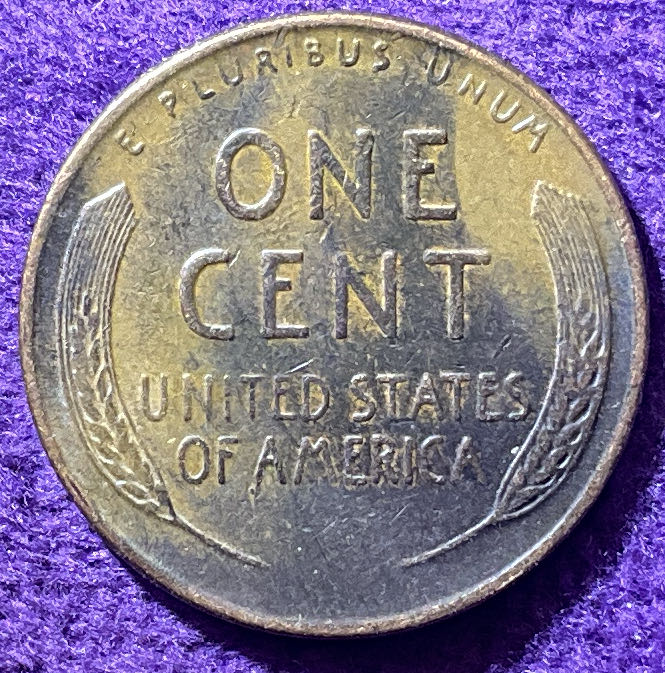 E PLURIBUS UNUM
ONE
CENT
UNITED STATES
OF AMERICA